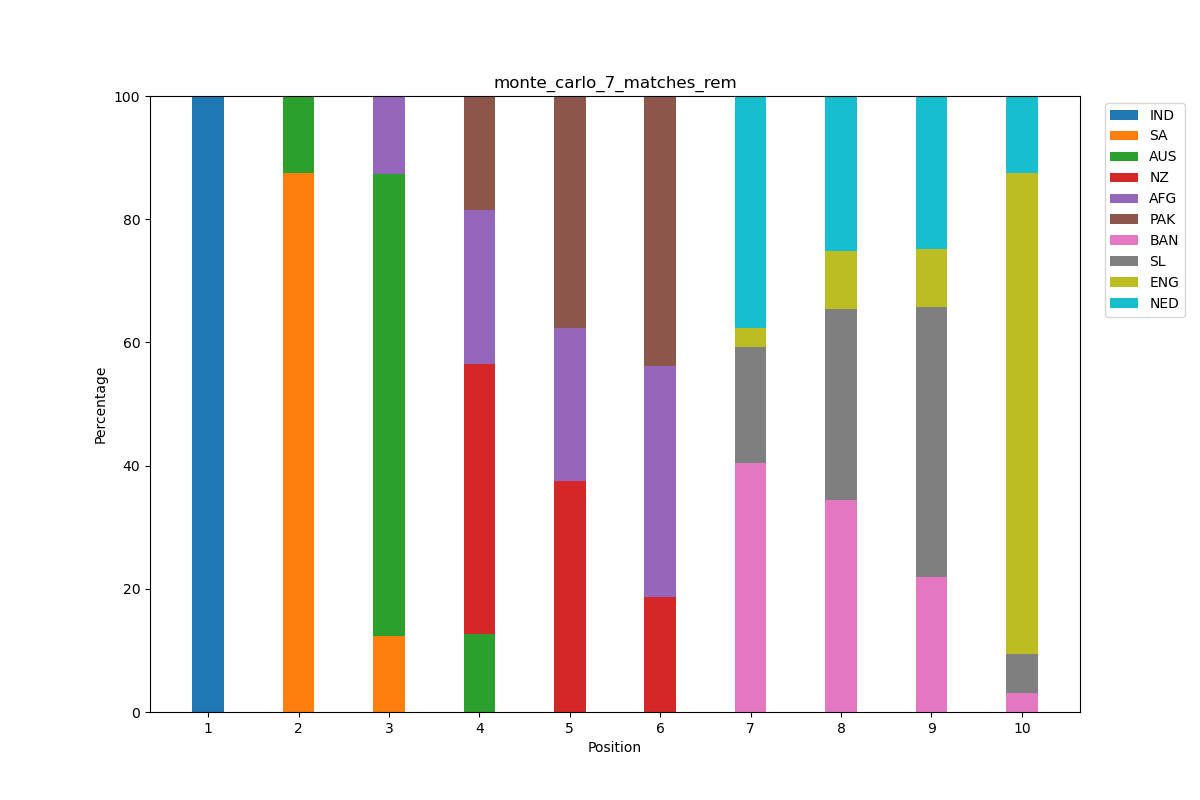 monte_carlo_7_matches_rem
100
80
60
40
20
0
Percentage
1 2 3 4 5 6 7 8 9 10
Position
IND
SA
AUS
NZ
AFG
PAK
BAN
SL
ENG
NED